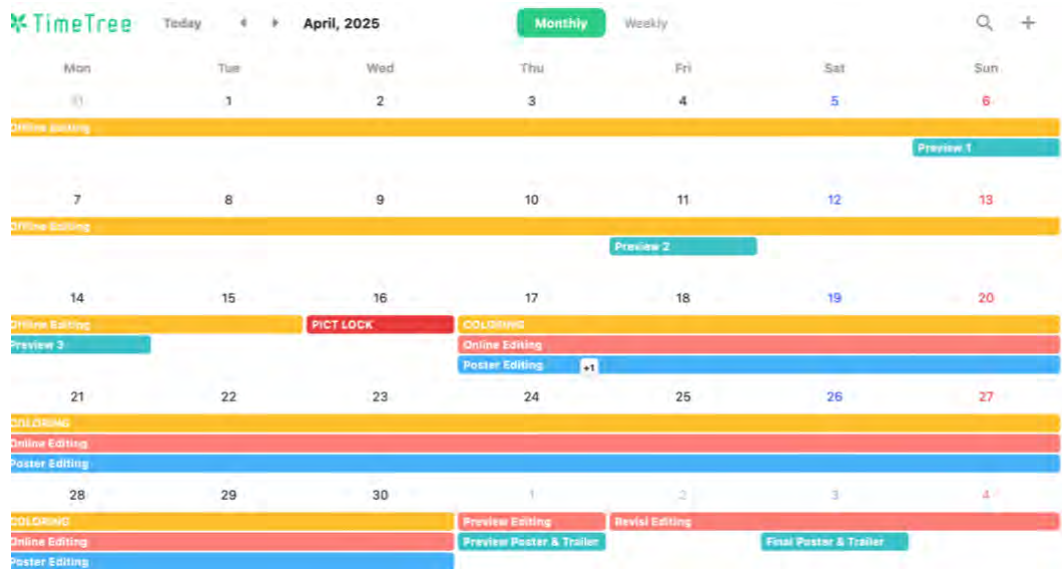 TimeTree Today April, 2025 Monthly Weekly
Mon Tue Wed Thu Fri Sat Sun
31 1 2 3 4 5 6
Offline Editing
Preview 1
7 8 9 10 11 12 13
Offline Editing
Preview 2
14 15 16 17 18 19 20
Offline Editing PICT LOCK COLORING
Preview 3 Online Editing
Poster Editing +1
21 22 23 24 25 26 27
COLORING
Online Editing
Poster Editing
28 29 30 1 2 3 4
COLORING Preview Editing Revisi Editing
Online Editing Preview Poster & Trailer Final Poster & Trailer
Poster Editing